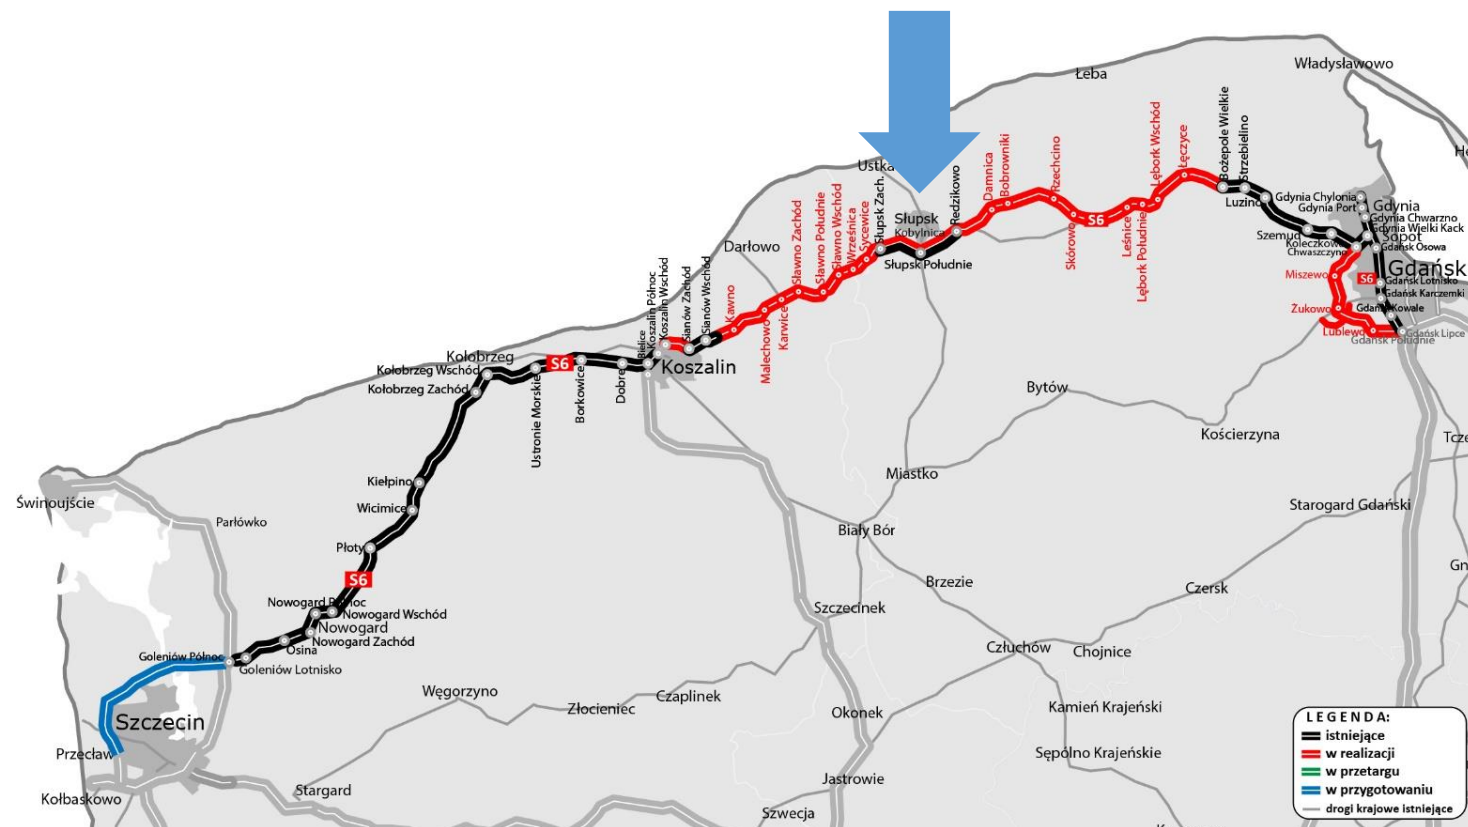 Władysławowo
Łeba
Ustka
Słupsk
Kobylnica
Słupsk Zach.
Redzikowo
Słupsk Południe
Damnica
Bobrowniki
Rzechcino
Skórowo
S6
Leśnice
Lębork Południe
Lębork Wschód
Łęczyce
Bożepole Wielkie
Strzebielino
Luzino
Szemud
Koleczkowo
Chwaszczyno
Gdynia Chylonia
Gdynia Port
Gdynia
Gdynia Chwarzno
Gdynia Wielki Kack
Sopot
Gdańsk Osowa
Gdańsk
Miszewo
S6
Gdańsk Lotnisko
Gdańsk Karczemki
Żukowo
Gdańsk Kowale
Lublewo
Gdańsk Lipce
Gdańsk Południe
Darłowo
Sycewice
Wrześnica
Sławno Wschód
Sławno Południe
Sławno Zachód
Karwice
Malechowo
Kawno
Sianów Wschód
Sianów Zachód
Koszalin Wschód
Koszalin Północ
Bielice
Koszalin
Dobre
Borkowice
S6
Ustronie Morskie
Kołobrzeg
Kołobrzeg Wschód
Kołobrzeg Zachód
Kiełpino
Wicimice
Płoty
S6
Nowogard Północ
Nowogard Wschód
Nowogard
Nowogard Zachód
Osina
Goleniów Północ
Goleniów Lotnisko
Świnoujście
Parłówko
Szczecin
Przecław
Kołbaskowo
Stargard
Węgorzyno
Złocieniec
Czaplinek
Szczecinek
Okonek
Jastrowie
Szwecja
Biały Bór
Miastko
Bytów
Kościerzyna
Starogard Gdański
Brzezie
Czersk
Człuchów
Chojnice
Kamień Krajeński
Sępólno Krajeńskie
LEGENDA:
istniejące
w realizacji
w przetargu
w przygotowaniu
drogi krajowe istniejące